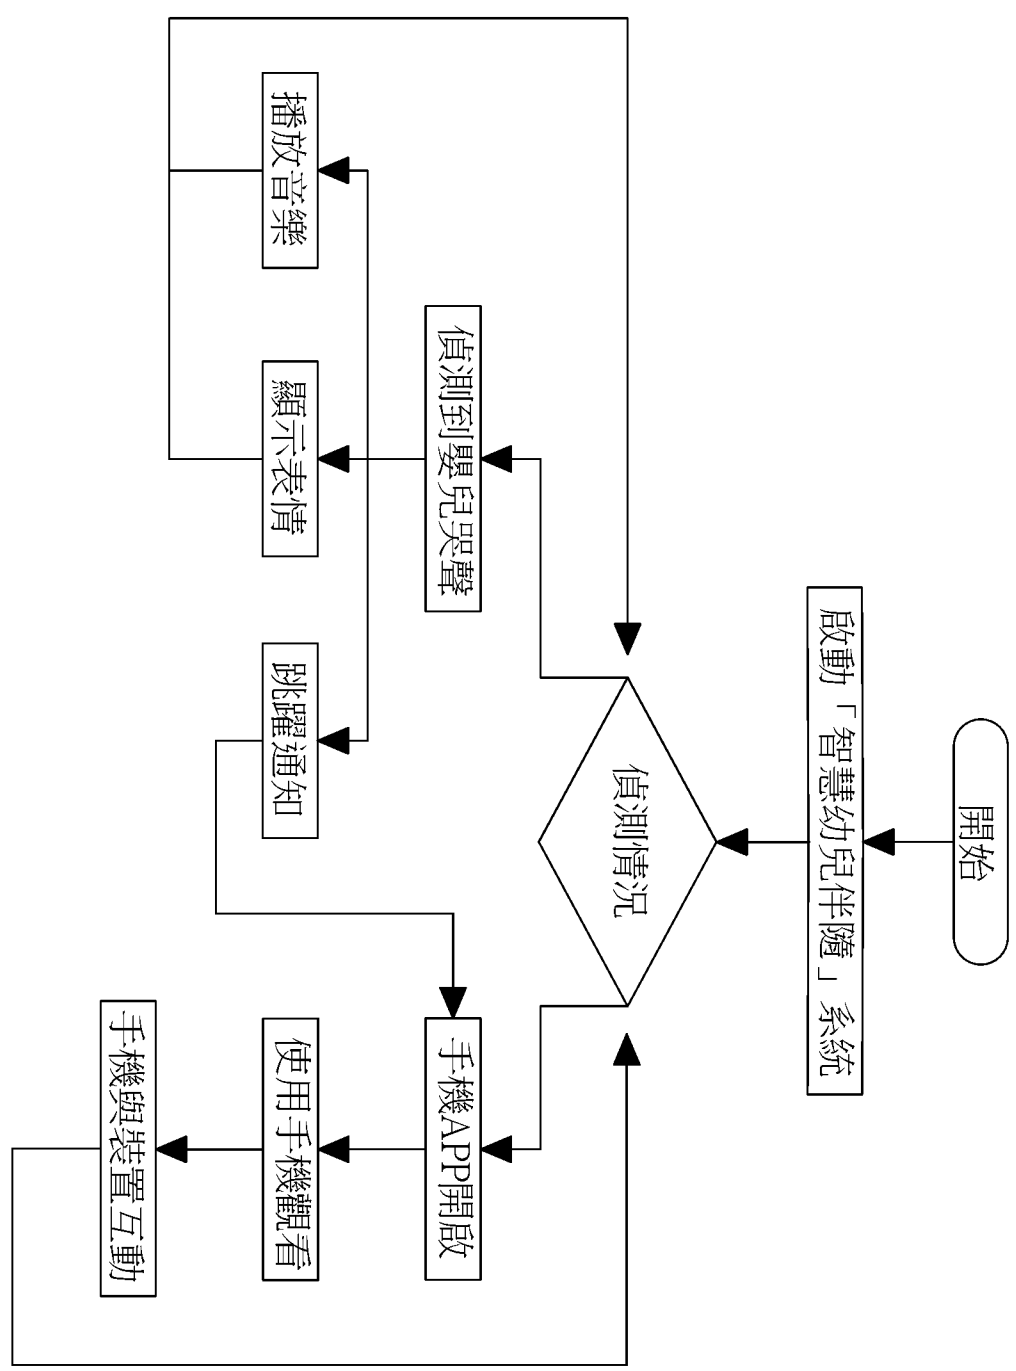 開始
啟動「智慧幼兒伴隨」系統
偵測情況
偵測到嬰兒哭聲
手機APP開啟
播放音樂
顯示表情
跳躍通知
使用手機觀看
手機與裝置互動